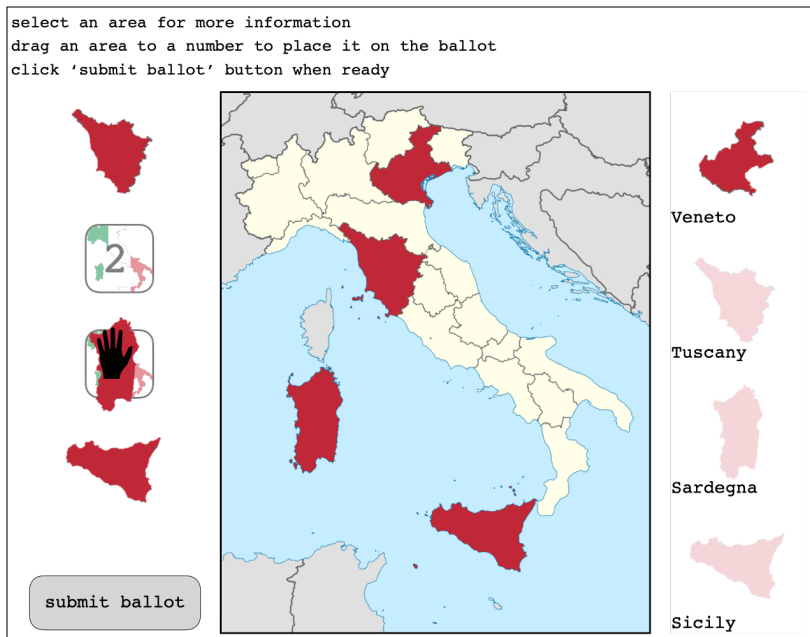 select an area for more information
drag an area to a number to place it on the ballot
click ‘submit ballot’ button when ready
2
submit ballot
Veneto
Tuscany
Sardegna
Sicily